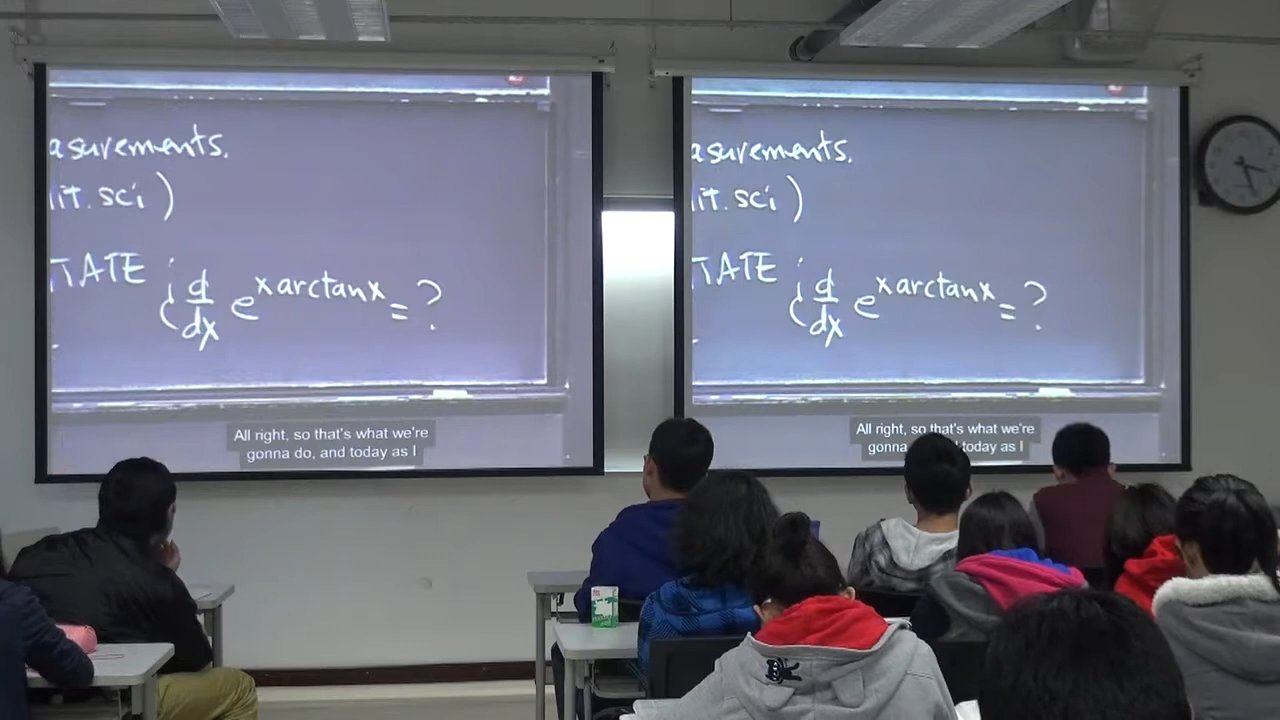 asurements.
it.sci)
TATE
d/dx e^x arctan x = ?
All right, so that's what we're
gonna do, and today as I
asurements.
it.sci)
TATE
d/dx e^x arctan x = ?
All right, so that's what we're
gonna do, and today as I